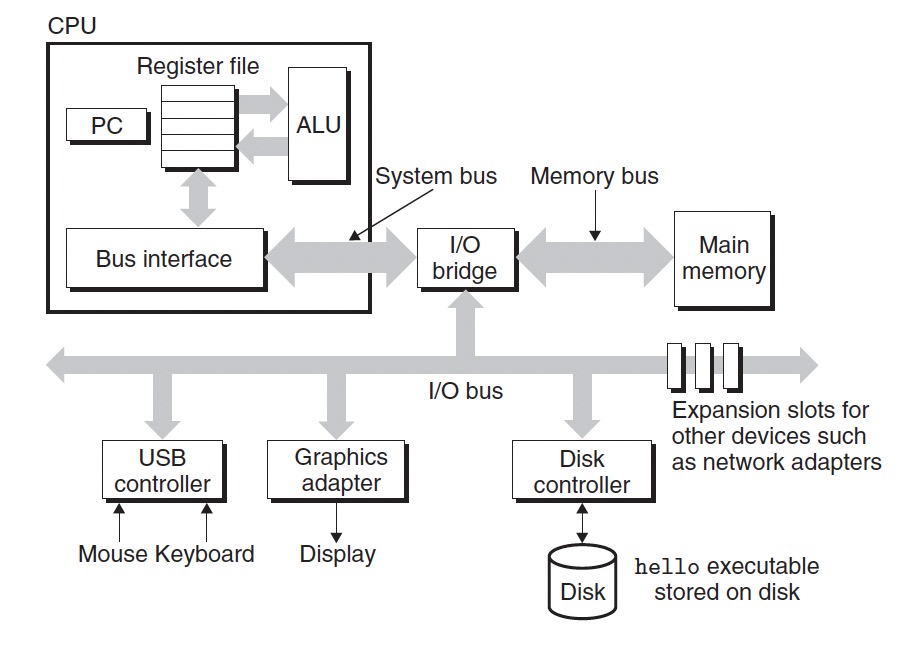 CPU
Register file
PC
ALU
System bus
Memory bus
Bus interface
I/O
bridge
Main
memory
I/O bus
Expansion slots for
other devices such
as network adapters
USB
controller
Graphics
adapter
Disk
controller
Mouse Keyboard
Display
Disk
hello executable
stored on disk